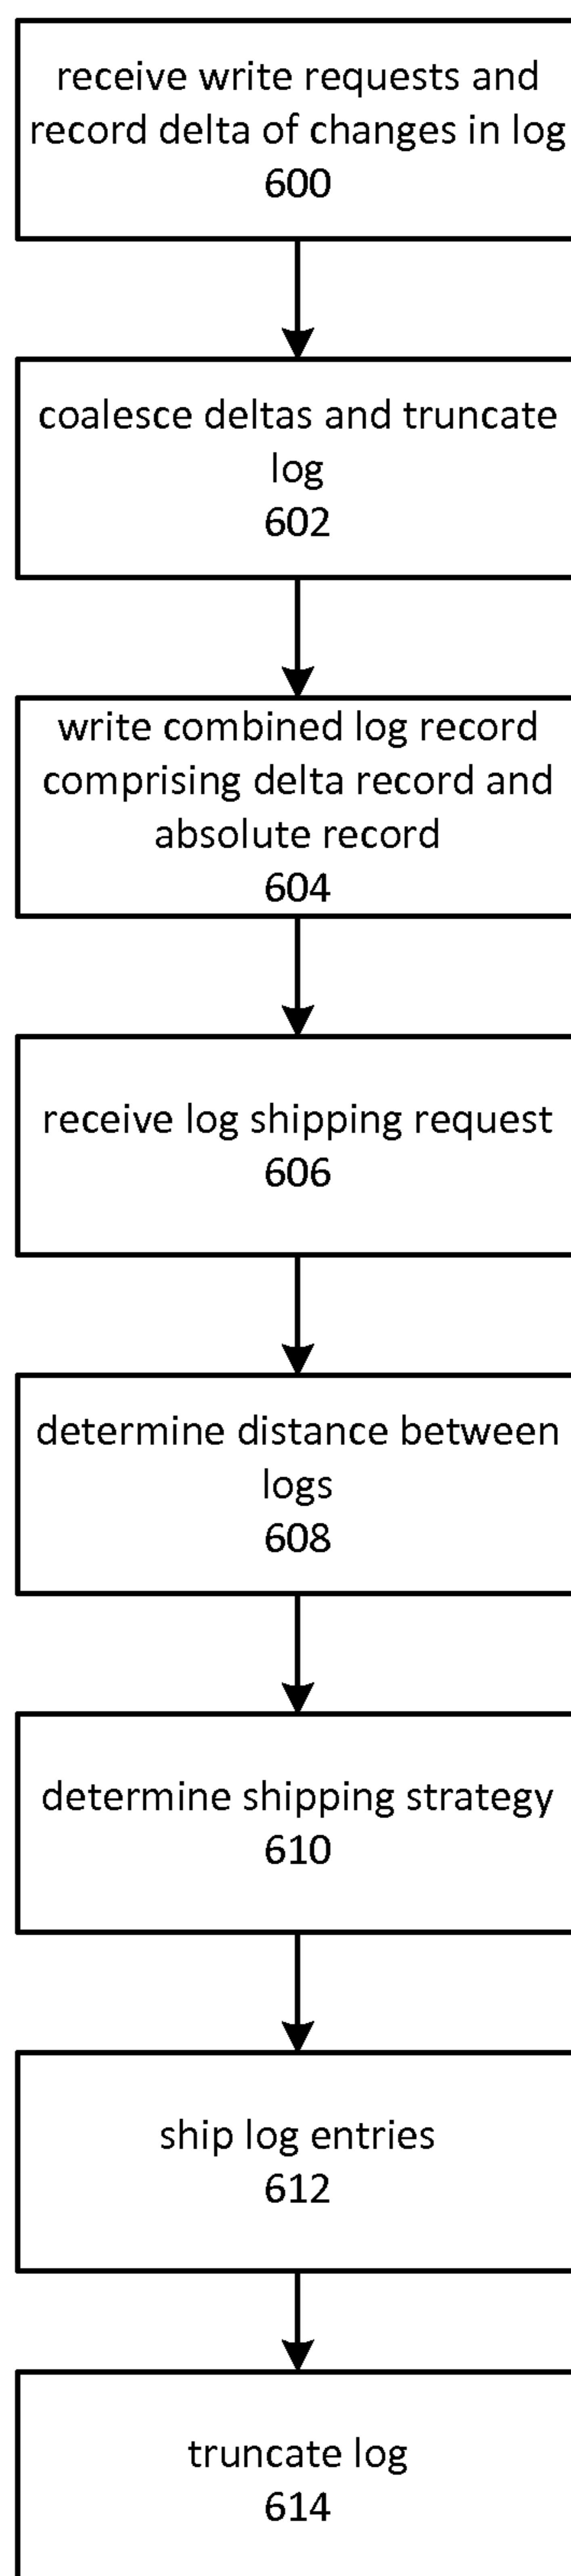 receive write requests and
record delta of changes in log
600
coalesce deltas and truncate
log
602
write combined log record
comprising delta record and
absolute record
604
receive log shipping request
606
determine distance between
logs
608
determine shipping strategy
610
ship log entries
612
truncate log
614